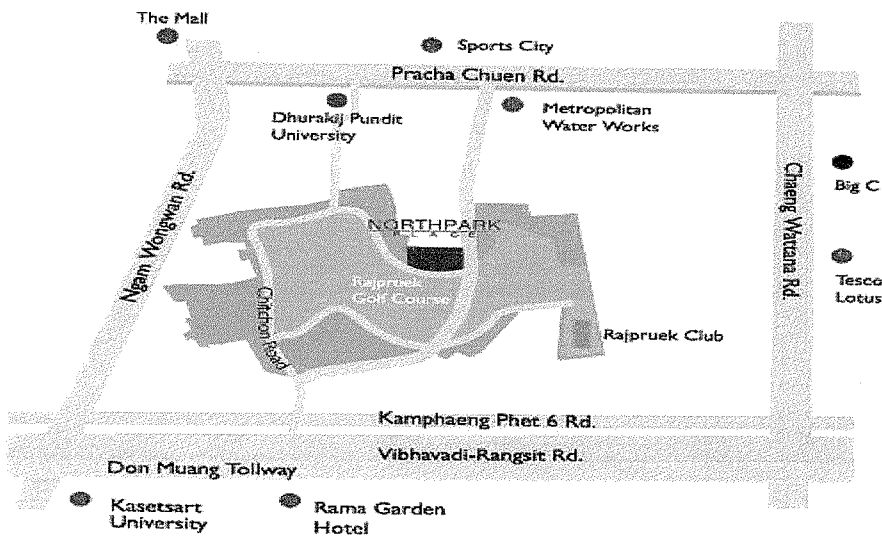 The Mall
Sports City
Pracha Chuen Rd.
Dhurakij Pundit
University
Metropolitan
Water Works
Big C
Ngam Wongwan Rd.
Chaeng Wattana Rd.
NORTHPARK
PLACE
Rajpruek
Golf Course
Tesco
Lotus
Chitchon Road
Rajpruek Club
Kamphaeng Phet 6 Rd.
Vibhavadi-Rangsit Rd.
Don Muang Tollway
Kasetsart
University
Rama Garden
Hotel